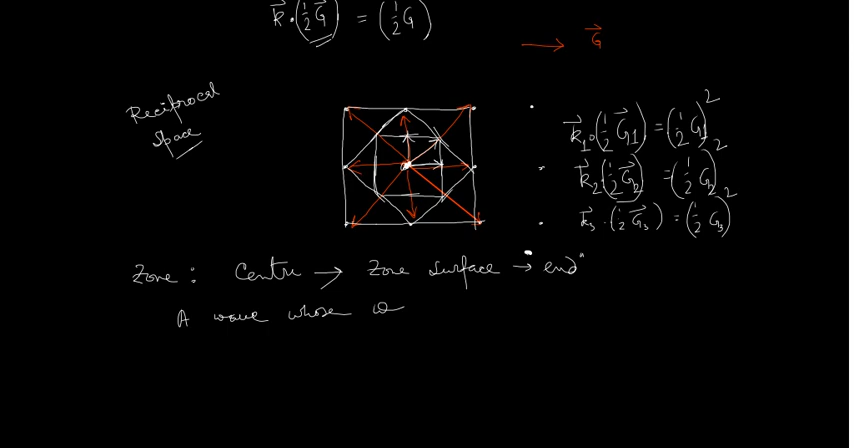 k⃗·(½ G⃗) = (½ G)
→ G⃗
Reciprocal
Space
k⃗₁·(½ G⃗1) = (½ G1)²
k⃗₂·(½ G⃗₂) = (½ G₂)²
k⃗₃·(½ G⃗₃) = (½ G₃)²
Zone : Centre → Zone surface → end"
A wave whose w